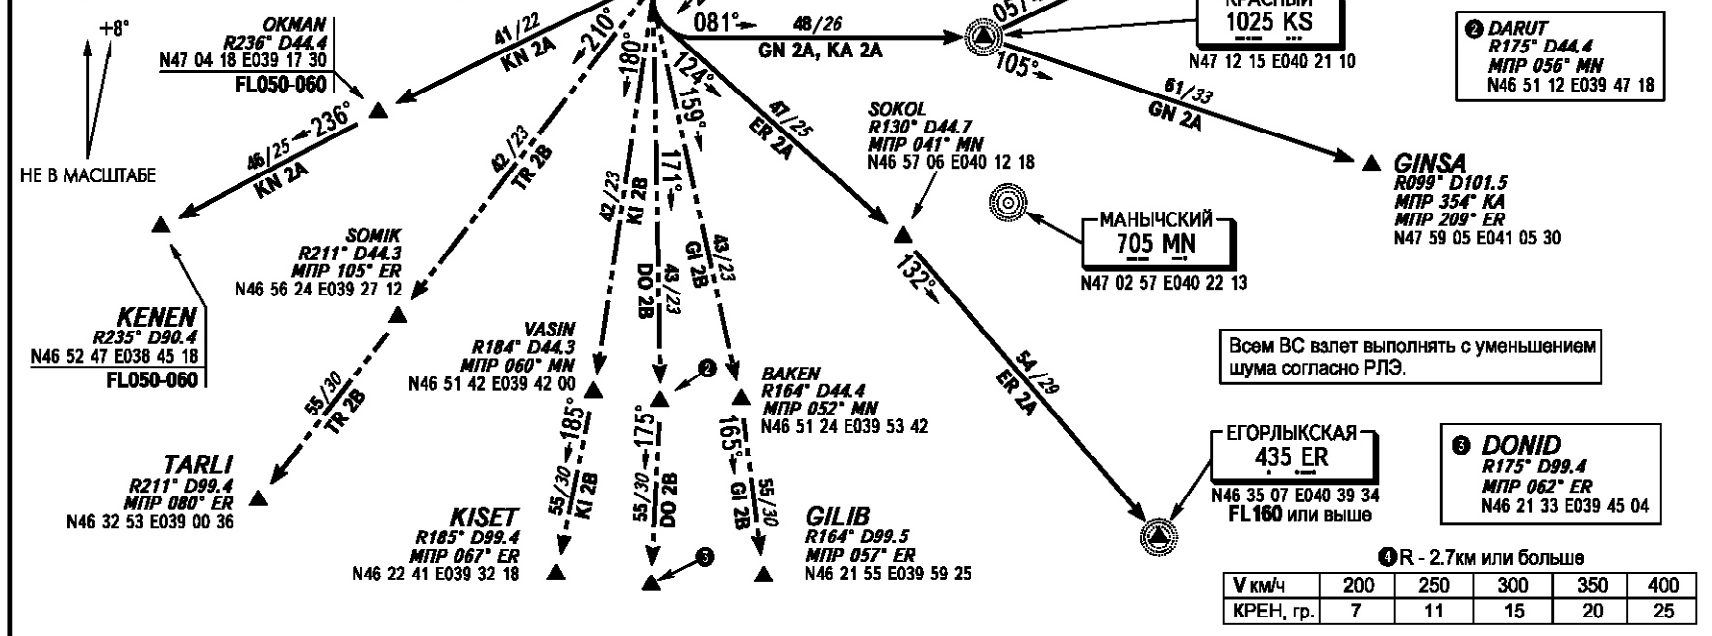 +8°
НЕ В МАСШТАБЕ
OKMAN
R236° D44.4
N47 04 18 E039 17 30
FL050-060
41/22
KN 2A
236°
46/25
KN 2A
KENEN
R235° D90.4
N46 52 47 E038 45 18
FL050-060
210°
42/23
TR 2B
SOMIK
R211° D44.3
МПР 105° ER
N46 56 24 E039 27 12
55/30
TR 2B
TARLI
R211° D99.4
МПР 080° ER
N46 32 53 E039 00 36
180°
42/23
KI 2B
VASIN
R184° D44.3
МПР 060° MN
N46 51 42 E039 42 00
185°
55/30
KI 2B
KISET
R185° D99.4
МПР 067° ER
N46 22 41 E039 32 18
171°
43/23
DO 2B
2
175°
55/30
DO 2B
3
159°
43/23
GI 2B
BAKEN
R164° D44.4
МПР 052° MN
N46 51 24 E039 53 42
165°
55/30
GI 2B
GILIB
R164° D99.5
МПР 057° ER
N46 21 55 E039 59 25
124°
47/25
ER 2A
SOKOL
R130° D44.7
МПР 041° MN
N46 57 06 E040 12 18
132°
54/29
ER 2A
081°
48/26
GN 2A, KA 2A
057°
КРАСНЫЙ
1025 KS
N47 12 15 E040 21 10
105°
61/33
GN 2A
GINSA
R099° D101.5
МПР 354° KA
МПР 209° ER
N47 59 05 E041 05 30
МАНЫЧСКИЙ
705 MN
N47 02 57 E040 22 13
2 DARUT
R175° D44.4
МПР 056° MN
N46 51 12 E039 47 18
Всем ВС взлет выполнять с уменьшением
шума согласно РЛЭ.
ЕГОРЛЫКСКАЯ
435 ER
N46 35 07 E040 39 34
FL160 или выше
3 DONID
R175° D99.4
МПР 062° ER
N46 21 33 E039 45 04
4 R - 2.7км или больше
V км/ч 200 250 300 350 400
КРЕН, гр. 7 11 15 20 25